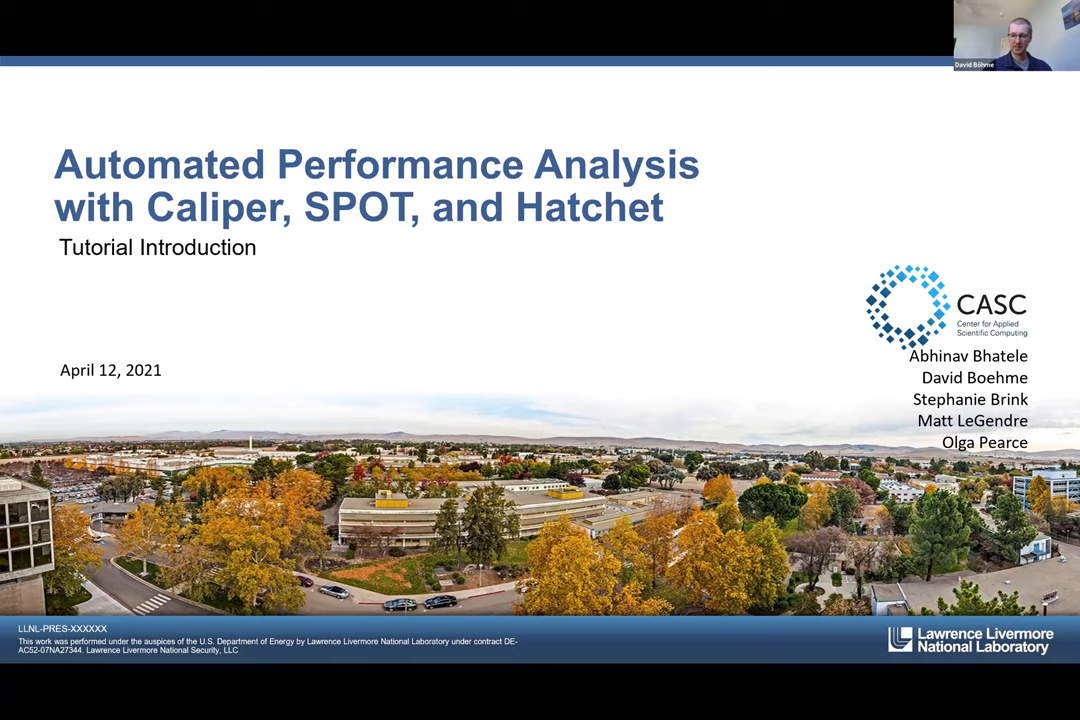 David Böhme
Automated Performance Analysis
with Caliper, SPOT, and Hatchet
Tutorial Introduction
CASC
Center for Applied
Scientific Computing
Abhinav Bhatele
David Boehme
Stephanie Brink
Matt LeGendre
Olga Pearce
April 12, 2021
LLNL-PRES-XXXXXX
This work was performed under the auspices of the U.S. Department of Energy by Lawrence Livermore National Laboratory under contract DE-
AC52-07NA27344. Lawrence Livermore National Security, LLC
Lawrence Livermore
National Laboratory